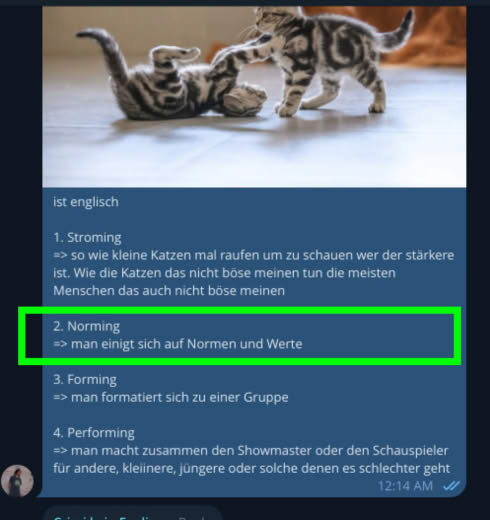 ist englisch
1. Stroming
=> so wie kleine Katzen mal raufen um zu schauen wer der stärkere
ist. Wie die Katzen das nicht böse meinen tun die meisten
Menschen das auch nicht böse meinen
2. Norming
=> man einigt sich auf Normen und Werte
3. Forming
=> man formatiert sich zu einer Gruppe
4. Performing
=> man macht zusammen den Showmaster oder den Schauspieler
für andere, kleiinere, jüngere oder solche denen es schlechter geht
12:14 AM